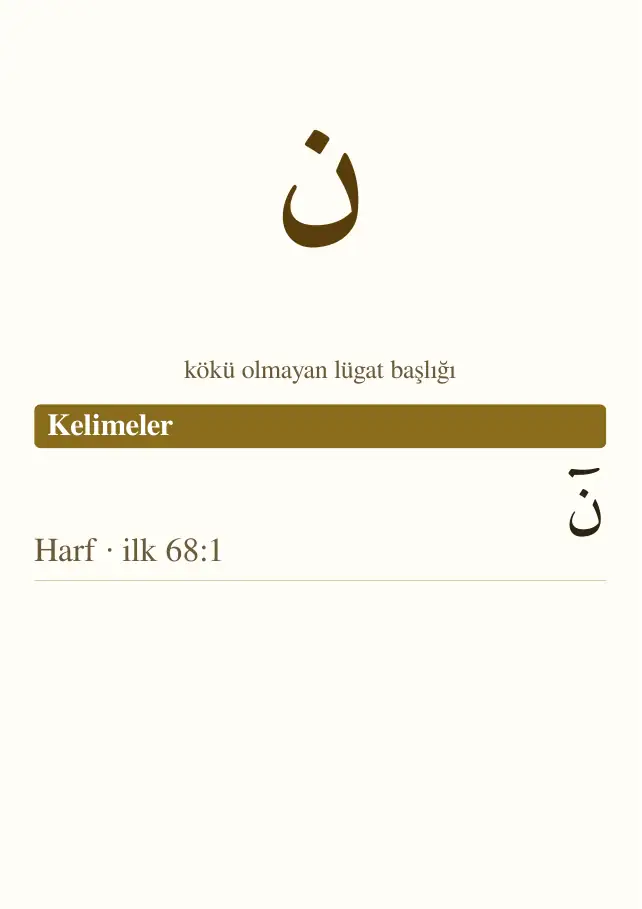 ن
kökü olmayan lügat başlığı
Kelimeler
نٓ
Harf · ilk 68:1